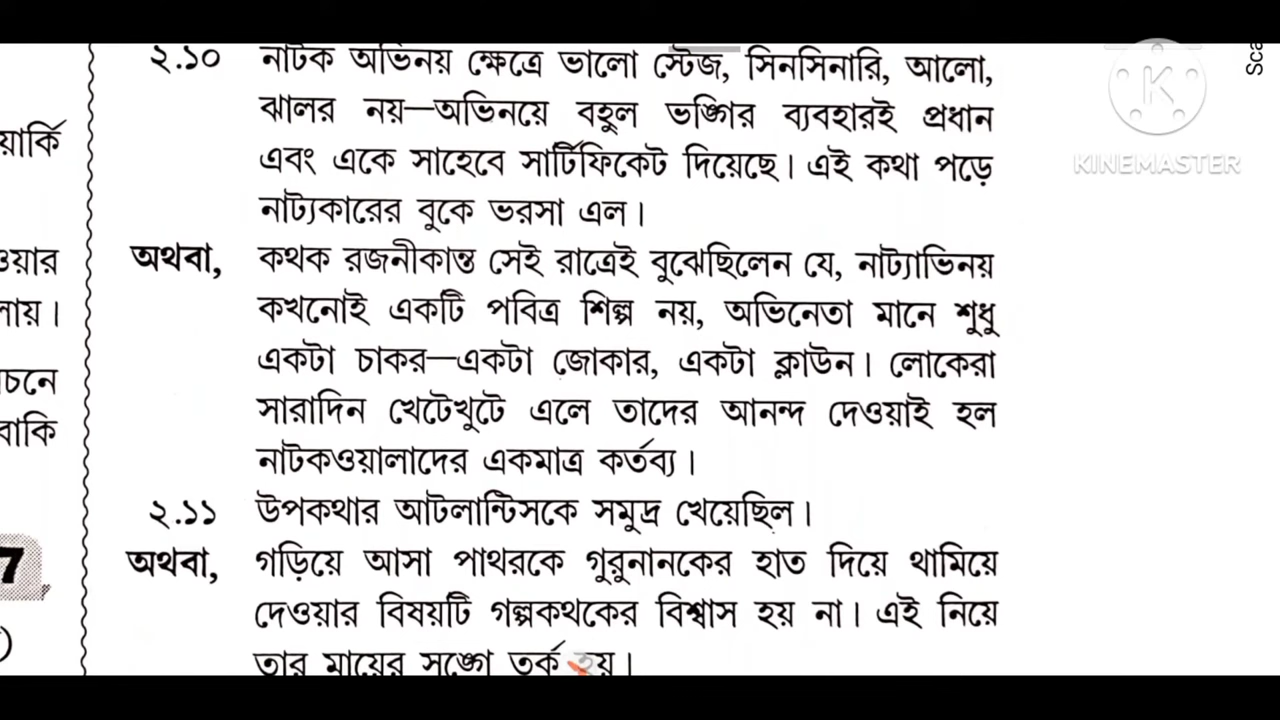 ২.১০ নাটক অভিনয় ক্ষেত্রে ভালো স্টেজ, সিনসিনারি, আলো,
ঝালর নয়—অভিনয়ে বহুল ভঙ্গির ব্যবহারই প্রধান
এবং একে সাহেবে সার্টিফিকেট দিয়েছে। এই কথা পড়ে
নাট্যকারের বুকে ভরসা এল।
অথবা, কথক রজনীকান্ত সেই রাত্রেই বুঝেছিলেন যে, নাট্যাভিনয়
কখনোই একটি পবিত্র শিল্প নয়, অভিনেতা মানে শুধু
একটা চাকর—একটা জোকার, একটা ক্লাউন। লোকেরা
সারাদিন খেটেখুটে এলে তাদের আনন্দ দেওয়াই হল
নাটকওয়ালাদের একমাত্র কর্তব্য।
২.১১ উপকথার আটলান্টিসকে সমুদ্র খেয়েছিল।
অথবা, গড়িয়ে আসা পাথরকে গুরুনানকের হাত দিয়ে থামিয়ে
দেওয়ার বিষয়টি গল্পকথকের বিশ্বাস হয় না। এই নিয়ে
তার মায়ের সঙ্গে তর্ক হয়।
7
K
KINEMASTER